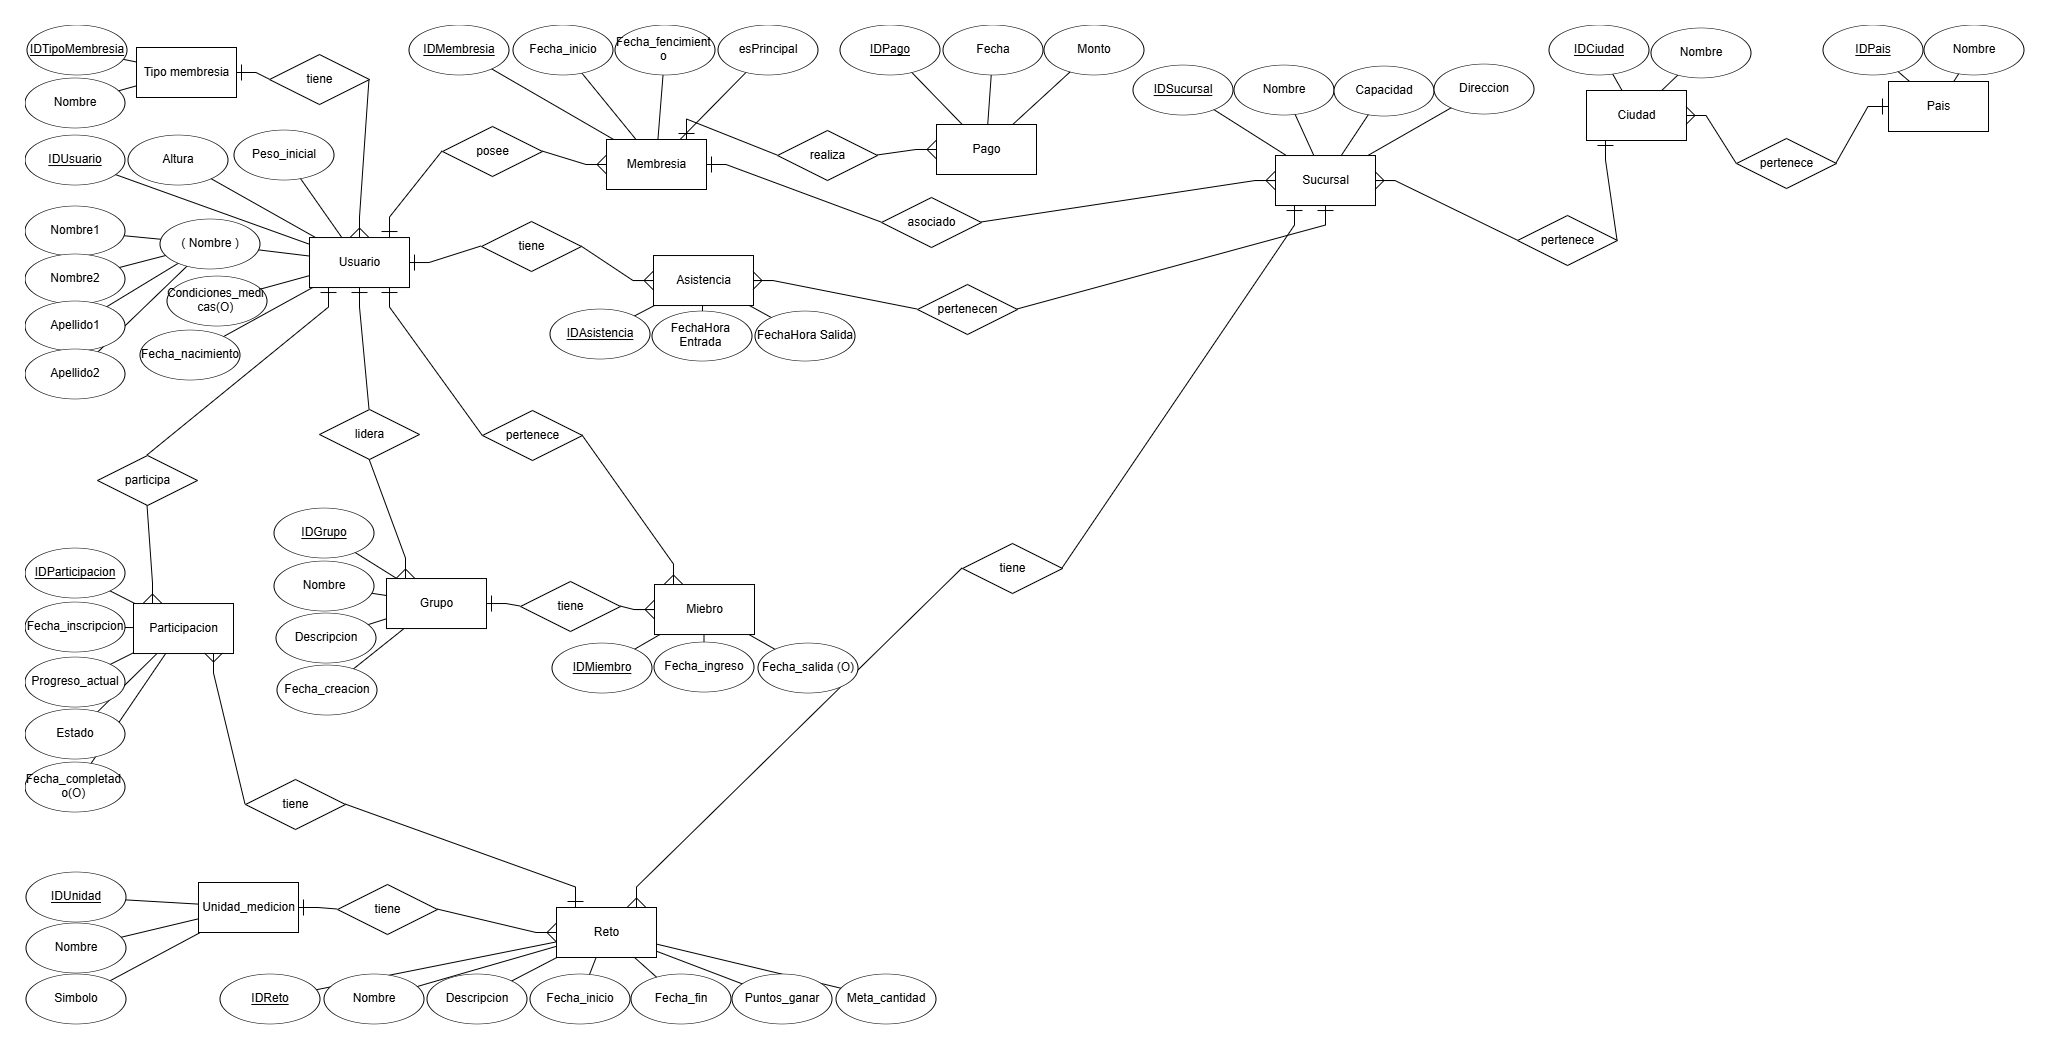 IDTipoMembresia
Tipo membresia
Nombre
tiene
IDMembresia
Fecha_inicio
Fecha_fencimient
o
esPrincipal
IDPago
Fecha
Monto
IDSucursal
Nombre
Capacidad
Direccion
IDCiudad
Nombre
IDPais
Nombre
Ciudad
Pais
pertenece
IDUsuario
Altura
Peso_inicial
posee
Membresia
realiza
Pago
Sucursal
asociado
pertenece
Nombre1
( Nombre )
Nombre2
Apellido1
Apellido2
Condiciones_medi
cas(O)
Fecha_nacimiento
Usuario
tiene
Asistencia
IDAsistencia
FechaHora
Entrada
FechaHora Salida
pertenecen
participa
lidera
pertenece
IDGrupo
Nombre
Descripcion
Fecha_creacion
Grupo
tiene
Miebro
IDMiembro
Fecha_ingreso
Fecha_salida (O)
tiene
IDParticipacion
Fecha_inscripcion
Participacion
Progreso_actual
Estado
Fecha_completad
o(O)
tiene
IDUnidad
Nombre
Simbolo
Unidad_medicion
tiene
Reto
IDReto
Nombre
Descripcion
Fecha_inicio
Fecha_fin
Puntos_ganar
Meta_cantidad